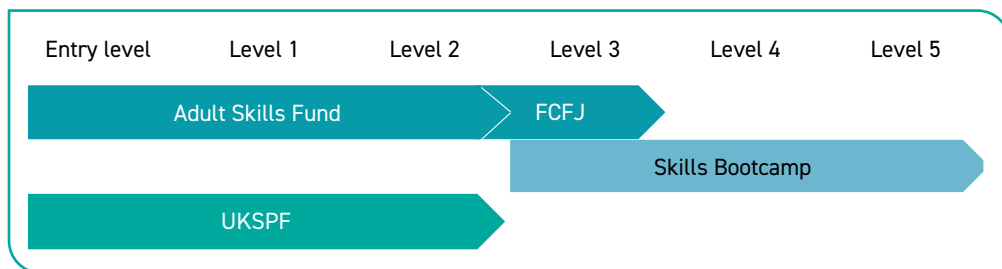 Entry level Level 1 Level 2 Level 3 Level 4 Level 5
Adult Skills Fund FCFJ
Skills Bootcamp
UKSPF